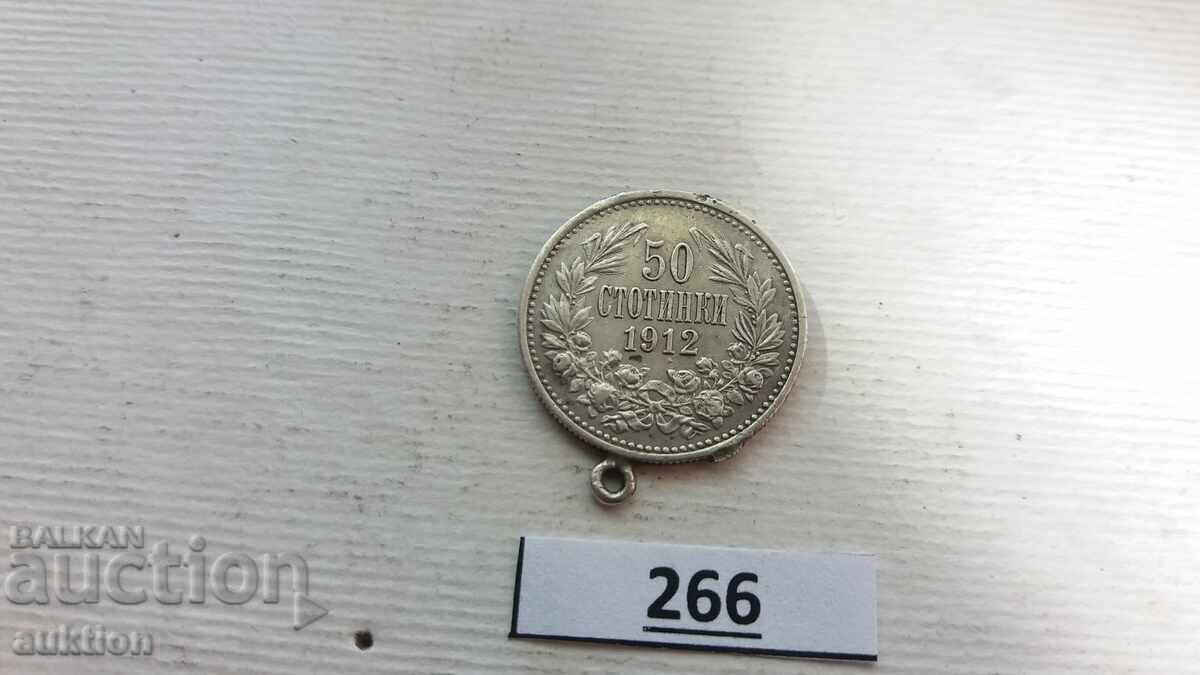 50
СТОТИНКИ
1912
266
BALKAN
auction
auktion